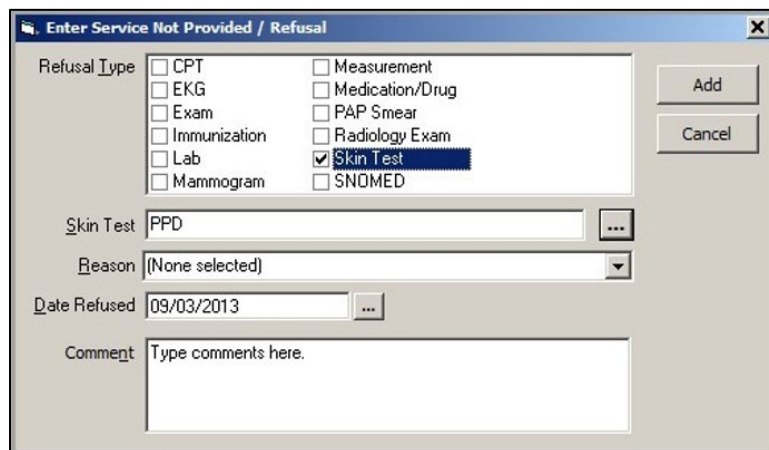 Enter Service Not Provided / Refusal
Refusal Type
CPT
EKG
Exam
Immunization
Lab
Mammogram
Measurement
Medication/Drug
PAP Smear
Radiology Exam
Skin Test
SNOMED
Add
Cancel
Skin Test PPD ...
Reason (None selected)
Date Refused 09/03/2013 ...
Comment Type comments here.